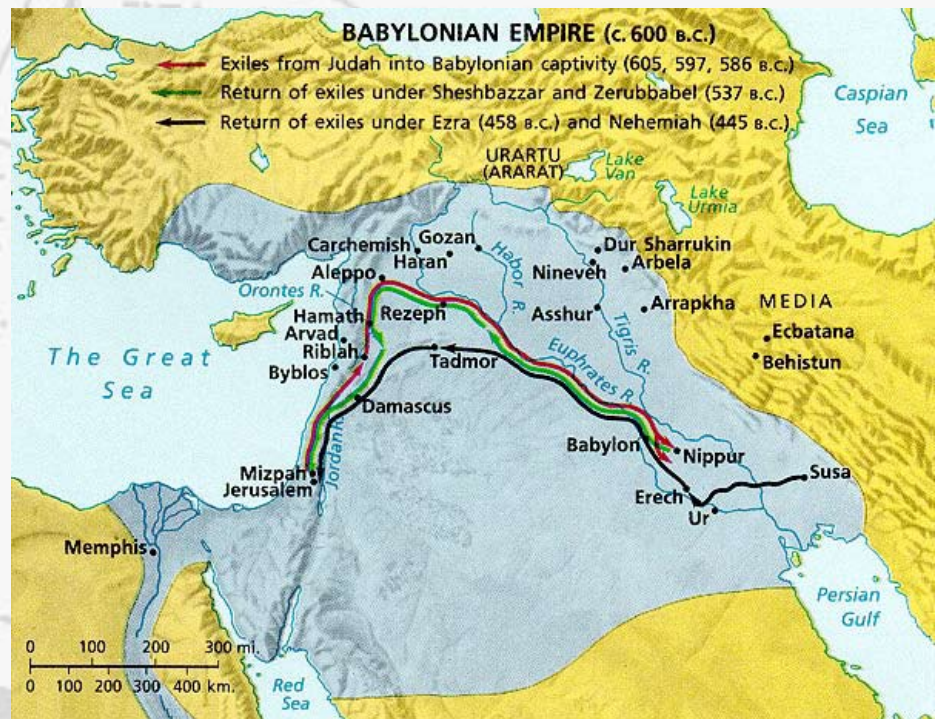 BABYLONIAN EMPIRE (c. 600 B.C.)
Exiles from Judah into Babylonian captivity (605, 597, 586 B.C.)
Return of exiles under Sheshbazzar and Zerubbabel (537 B.C.)
Return of exiles under Ezra (458 B.C.) and Nehemiah (445 B.C.)
Caspian
Sea
URARTU
(ARARAT)
Lake
Van
Lake
Urmia
Carchemish
Gozan
Haran
Habor R.
Dur Sharrukin
Nineveh
Arbela
Aleppo
Orontes R.
Hamath
Rezeph
Asshur
Arrapkha
MEDIA
Arvad
Riblah
Tigris R.
Ecbatana
The Great
Sea
Byblos
Tadmor
Euphrates R.
Behistun
Damascus
Jordan R.
Babylon
Nippur
Mizpah
Jerusalem
Erech
Susa
Ur
Memphis
Persian
Gulf
0 100 200 300 mi.
0 100 200 300 400 km.
Red
Sea